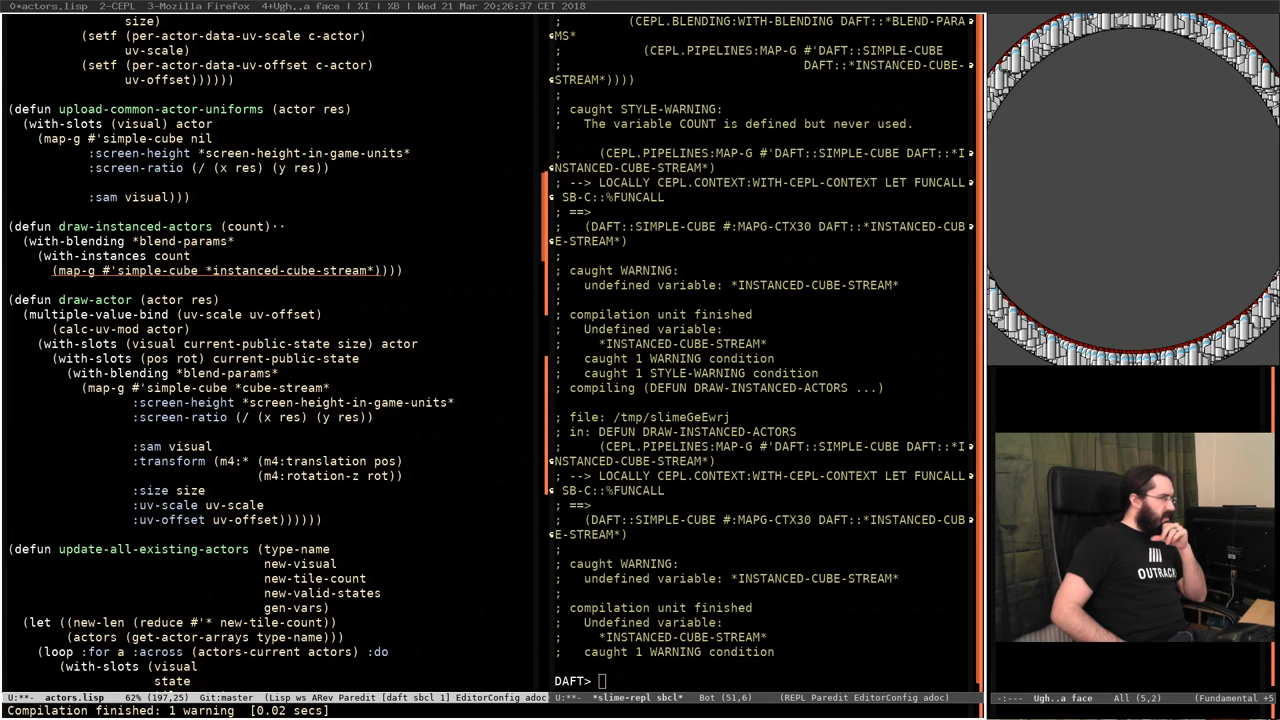 0*actors.lisp  2-CEPL  3-Mozilla Firefox  4+Ugh..a face | %I | %B | Wed 21 Mar 20:26:37 CET 2018
size)
(setf (per-actor-data-uv-scale c-actor)
uv-scale)
(setf (per-actor-data-uv-offset c-actor)
uv-offset))))))
(defun upload-common-actor-uniforms (actor res)
(with-slots (visual) actor
(map-g #'simple-cube nil
:screen-height *screen-height-in-game-units*
:screen-ratio (/ (x res) (y res))
:sam visual)))
(defun draw-instanced-actors (count)··
(with-blending *blend-params*
(with-instances count
(map-g #'simple-cube *instanced-cube-stream*))))
(defun draw-actor (actor res)
(multiple-value-bind (uv-scale uv-offset)
(calc-uv-mod actor)
(with-slots (visual current-public-state size) actor
(with-slots (pos rot) current-public-state
(with-blending *blend-params*
(map-g #'simple-cube *cube-stream*
:screen-height *screen-height-in-game-units*
:screen-ratio (/ (x res) (y res))
:sam visual
:transform (m4:* (m4:translation pos)
(m4:rotation-z rot))
:size size
:uv-scale uv-scale
:uv-offset uv-offset))))))
(defun update-all-existing-actors (type-name
new-visual
new-tile-count
new-valid-states
gen-vars)
(let ((new-len (reduce #'* new-tile-count))
(actors (get-actor-arrays type-name)))
(loop :for a :across (actors-current actors) :do
(with-slots (visual
state
U:**-  actors.lisp    62% (197,25)   Git:master  (Lisp ws ARev Paredit [daft sbcl 1] EditorConfig adoc
Compilation finished: 1 warning  [0.02 secs]
;          (CEPL.BLENDING:WITH-BLENDING DAFT::*BLEND-PARA
MS*
;            (CEPL.PIPELINES:MAP-G #'DAFT::SIMPLE-CUBE
;                                  DAFT::*INSTANCED-CUBE-
STREAM*))))
;
; caught STYLE-WARNING:
;   The variable COUNT is defined but never used.
;     (CEPL.PIPELINES:MAP-G #'DAFT::SIMPLE-CUBE DAFT::*I
NSTANCED-CUBE-STREAM*)
; --> LOCALLY CEPL.CONTEXT:WITH-CEPL-CONTEXT LET FUNCALL
SB-C::%FUNCALL
; ==>
;   (DAFT::SIMPLE-CUBE #:MAPG-CTX30 DAFT::*INSTANCED-CUB
E-STREAM*)
;
; caught WARNING:
;   undefined variable: *INSTANCED-CUBE-STREAM*
;
; compilation unit finished
;   Undefined variable:
;     *INSTANCED-CUBE-STREAM*
;   caught 1 WARNING condition
;   caught 1 STYLE-WARNING condition
; compiling (DEFUN DRAW-INSTANCED-ACTORS ...)
; file: /tmp/slimeGeEwrj
; in: DEFUN DRAW-INSTANCED-ACTORS
;     (CEPL.PIPELINES:MAP-G #'DAFT::SIMPLE-CUBE DAFT::*I
NSTANCED-CUBE-STREAM*)
; --> LOCALLY CEPL.CONTEXT:WITH-CEPL-CONTEXT LET FUNCALL
SB-C::%FUNCALL
; ==>
;   (DAFT::SIMPLE-CUBE #:MAPG-CTX30 DAFT::*INSTANCED-CUB
E-STREAM*)
;
; caught WARNING:
;   undefined variable: *INSTANCED-CUBE-STREAM*
;
; compilation unit finished
;   Undefined variable:
;     *INSTANCED-CUBE-STREAM*
;   caught 1 WARNING condition
DAFT>
U:**-  *slime-repl sbcl*   Bot (51,6)     (REPL Paredit EditorConfig adoc)
OUTRACKS
-:---  Ugh..a face    All (5,2)    (Fundamental +5